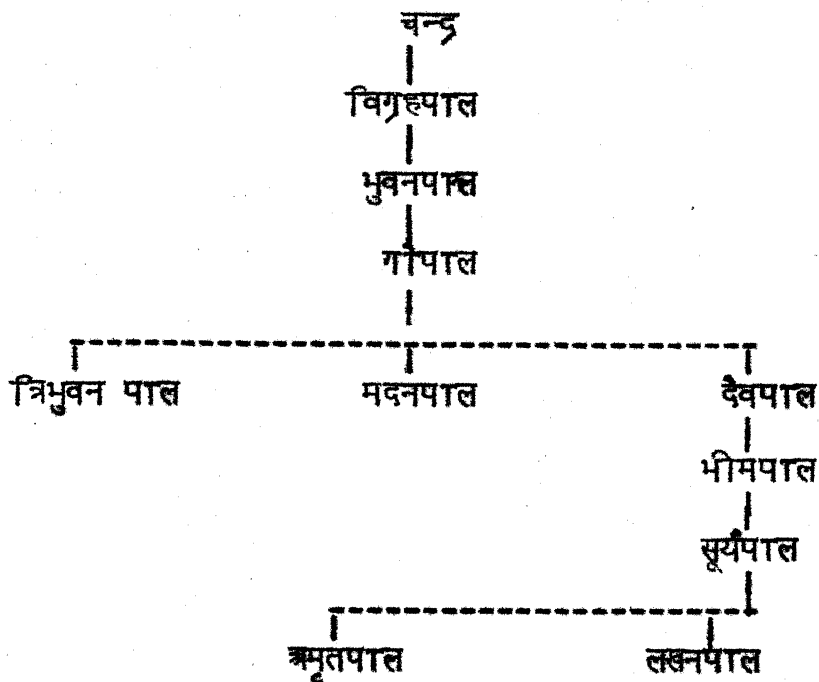 चन्द्र
विग्रहपाल
भुवनपाल
गोपाल
त्रिभुवन पाल मदनपाल देवपाल
भीमपाल
सूर्यपाल
अमृतपाल लखनपाल